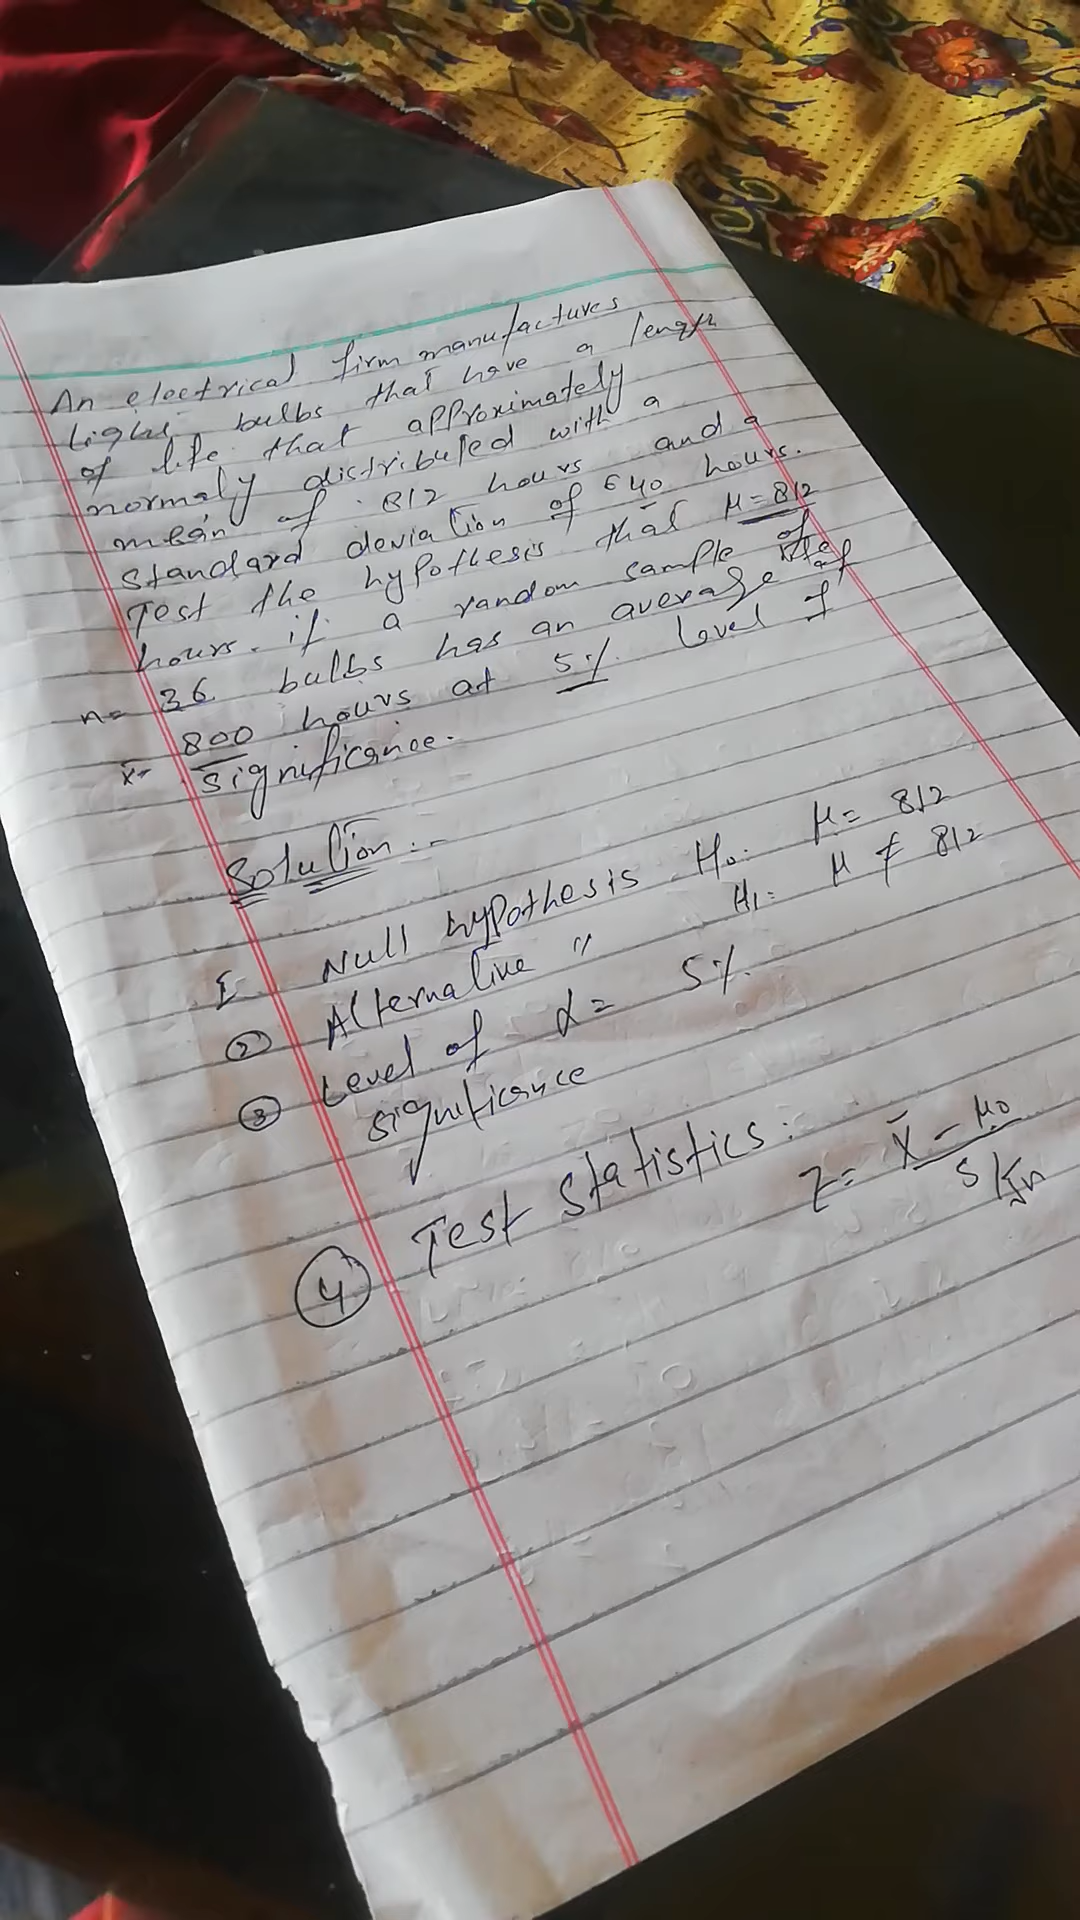 An electrical firm manufactures
light bulbs that have a length
of life that approximately
normaly distributed with a
mean of 812 hours and a
standard deviation of 640 hours.
Test the hypothesis that μ=812
hours. if a random sample of
n= 36 bulbs has an average of
x̄= 800 hours at 5% Level of
significance.
Solution:-
I Null hypothesis H₀: μ= 812
② Alternative " H₁= μ ≠ 812
③ Level of α= 5%
significance
④ Test Statistics: Z= x̄ - μ₀
S/√n